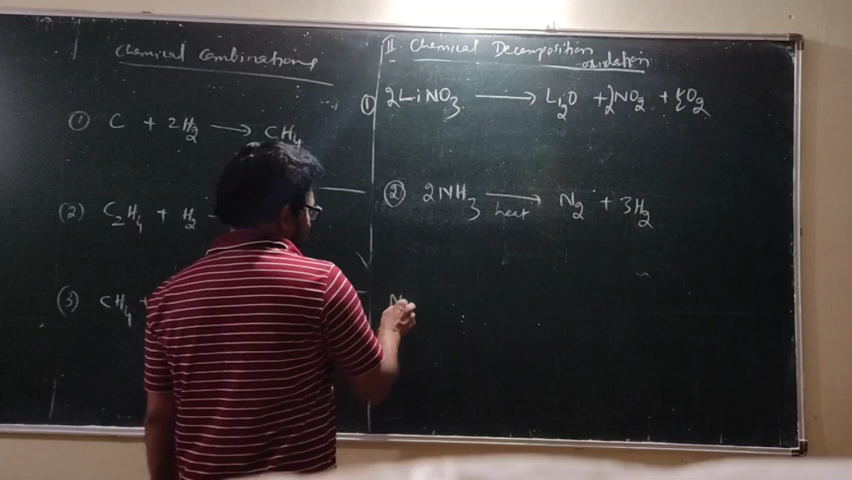 Chemical Combinations
① C + 2H₂ ⟶ CH₄
(2) C₂H₄ + H₂
(3) CH₄ +
II. Chemical Decomposition
oxidation
① 2LiNO₃ ⟶ Li₂O + 2NO₂ + ½O₂
② 2NH₃ ⟶ N₂ + 3H₂
heat
N